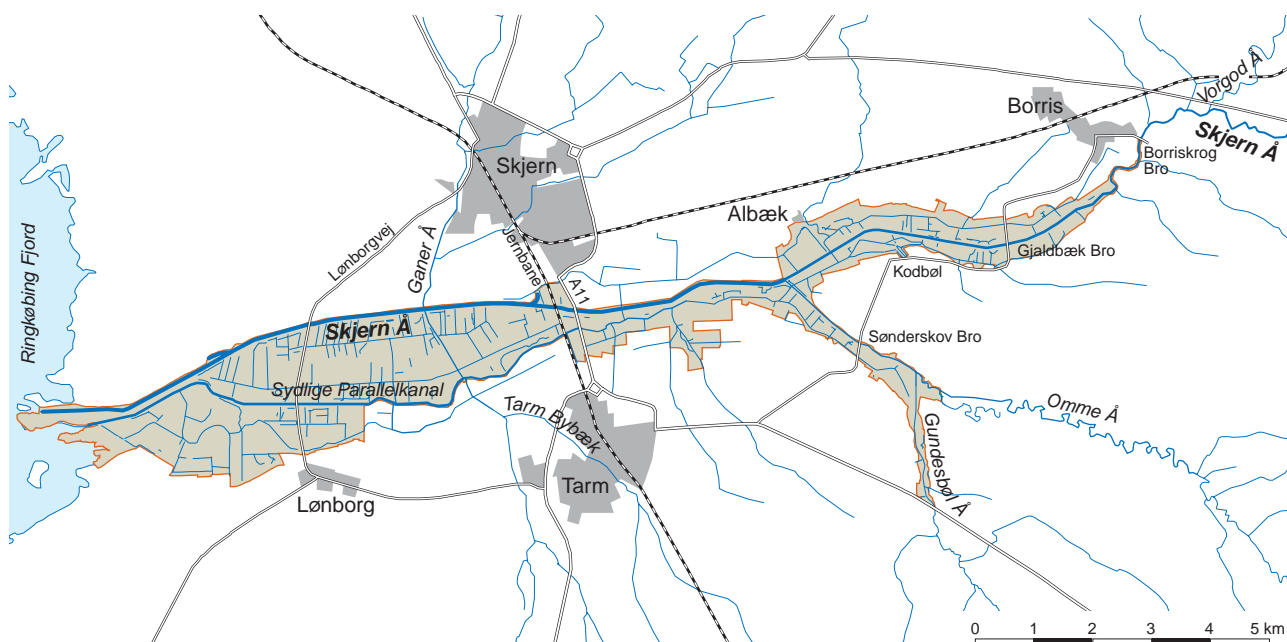 Vorgod Å
Borris
Skjern Å
Borriskrog
Bro
Skjern
Albæk
Ringkøbing Fjord
Lønborgvej
Ganer Å
Jernbane
A11
Gjaldbæk Bro
Kodbøl
Skjern Å
Sønderskov Bro
Sydlige Parallelkanal
Omme Å
Tarm Bybæk
Gundesbøl Å
Tarm
Lønborg
0 1 2 3 4 5 km